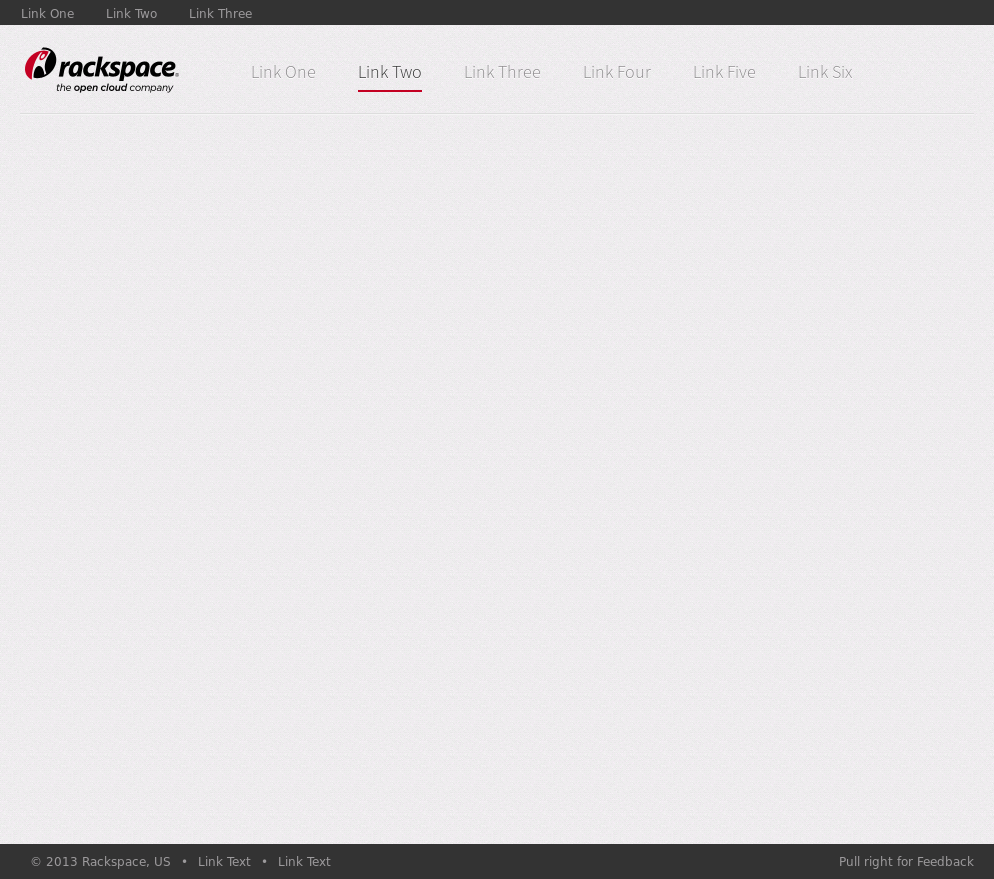 Link One Link Two Link Three
rackspace®
the open cloud company
Link One Link Two Link Three Link Four Link Five Link Six
© 2013 Rackspace, US • Link Text • Link Text Pull right for Feedback